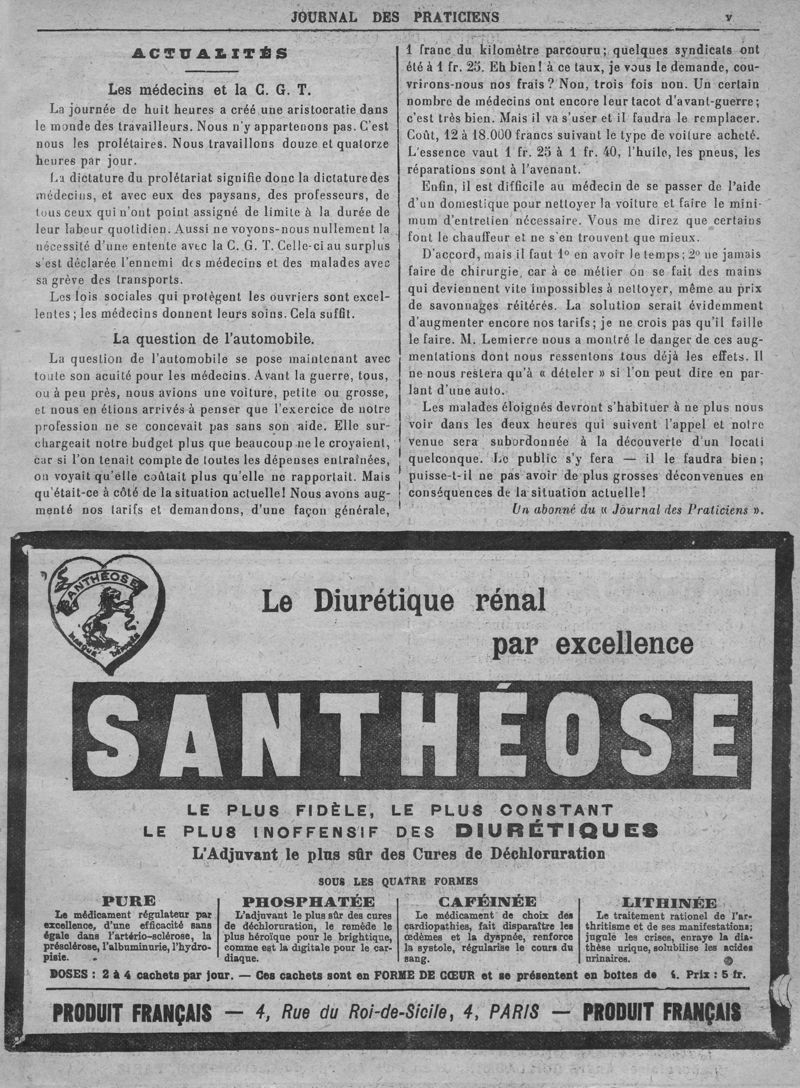 JOURNAL DES PRATICIENS
V
ACTUALITÉS
Les médecins et la C. G. T.
La journée de huit heures a créé une aristocratie dans
le monde des travailleurs. Nous n'y appartenons pas. C'est
nous les prolétaires. Nous travaillons douze et quatorze
heures par jour.
La dictature du prolétariat signifie donc la dictature des
médecins, et avec eux des paysans, des professeurs, de
tous ceux qui n'ont point assigné de limite à la durée de
leur labeur quotidien. Aussi ne voyons-nous nullement la
nécessité d'une entente avec la C. G. T. Celle-ci au surplus
s'est déclarée l'ennemi des médecins et des malades avec
sa grève des transports.
Les lois sociales qui protègent les ouvriers sont excel-
lentes ; les médecins donnent leurs soins. Cela suffit.
La question de l'automobile.
La question de l'automobile se pose maintenant avec
toute son acuité pour les médecins. Avant la guerre, tous,
ou à peu près, nous avions une voiture, petite ou grosse,
et nous en étions arrivés à penser que l'exercice de notre
profession ne se concevait pas sans son aide. Elle sur-
chargeait notre budget plus que beaucoup ne le croyaient,
car si l'on tenait compte de toutes les dépenses entraînées,
on voyait qu'elle coûtait plus qu'elle ne rapportait. Mais
qu'était-ce à côté de la situation actuelle! Nous avons aug-
menté nos tarifs et demandons, d'une façon générale,
1 franc du kilomètre parcouru; quelques syndicats ont
été à 1 fr. 25. Eh bien! à ce taux, je vous le demande, cou-
vrirons-nous nos frais? Non, trois fois non. Un certain
nombre de médecins ont encore leur tacot d'avant-guerre;
c'est très bien. Mais il va s'user et il faudra le remplacer.
Coût, 12 à 18.000 francs suivant le type de voiture acheté.
L'essence vaut 1 fr. 25 à 1 fr. 40, l'huile, les pneus, les
réparations sont à l'avenant.
Enfin, il est difficile au médecin de se passer de l'aide
d'un domestique pour nettoyer la voiture et faire le mini-
mum d'entretien nécessaire. Vous me direz que certains
font le chauffeur et ne s'en trouvent que mieux.
D'accord, mais il faut 1° en avoir le temps; 2° ne jamais
faire de chirurgie, car à ce métier on se fait des mains
qui deviennent vite impossibles à nettoyer, même au prix
de savonnages réitérés. La solution serait évidemment
d'augmenter encore nos tarifs; je ne crois pas qu'il faille
le faire. M. Lemierre nous a montré le danger de ces aug-
mentations dont nous ressentons tous déjà les effets. Il
ne nous restera qu'à « dételer » si l'on peut dire en par-
lant d'une auto.
Les malades éloignés devront s'habituer à ne plus nous
voir dans les deux heures qui suivent l'appel et notre
venue sera subordonnée à la découverte d'un locati
quelconque. Le public s'y fera — il le faudra bien;
puisse-t-il ne pas avoir de plus grosses déconvenues en
conséquences de la situation actuelle!
Un abonné du « Journal des Praticiens ».
SANTHÉOSE
MARQUE DÉPOSÉE
Le Diurétique rénal
par excellence
SANTHÉOSE
LE PLUS FIDÈLE, LE PLUS CONSTANT
LE PLUS INOFFENSIF DES DIURÉTIQUES
L'Adjuvant le plus sûr des Cures de Déchloruration
SOUS LES QUATRE FORMES
PURE
Le médicament régulateur par
excellence, d'une efficacité sans
égale dans l'artério-sclérose, la
présclérose, l'albuminurie, l'hydro-
pisie.
PHOSPHATÉE
L'adjuvant le plus sûr des cures
de déchloruration, le remède le
plus héroïque pour le brightique,
comme est la digitale pour le car-
diaque.
CAFÉINÉE
Le médicament de choix des
cardiopathies, fait disparaître les
œdèmes et la dyspnée, renforce
la systole, régularise le cours du
sang.
LITHINÉE
Le traitement rationel de l'ar-
thritisme et de ses manifestations;
jugule les crises, enraye la dia-
thèse urique, solubilise les acides
urinaires.
DOSES : 2 à 4 cachets par jour. — Ces cachets sont en FORME DE CŒUR et se présentent en boîtes de 4. Prix : 5 fr.
PRODUIT FRANÇAIS — 4, Rue du Roi-de-Sicile, 4, PARIS — PRODUIT FRANÇAIS